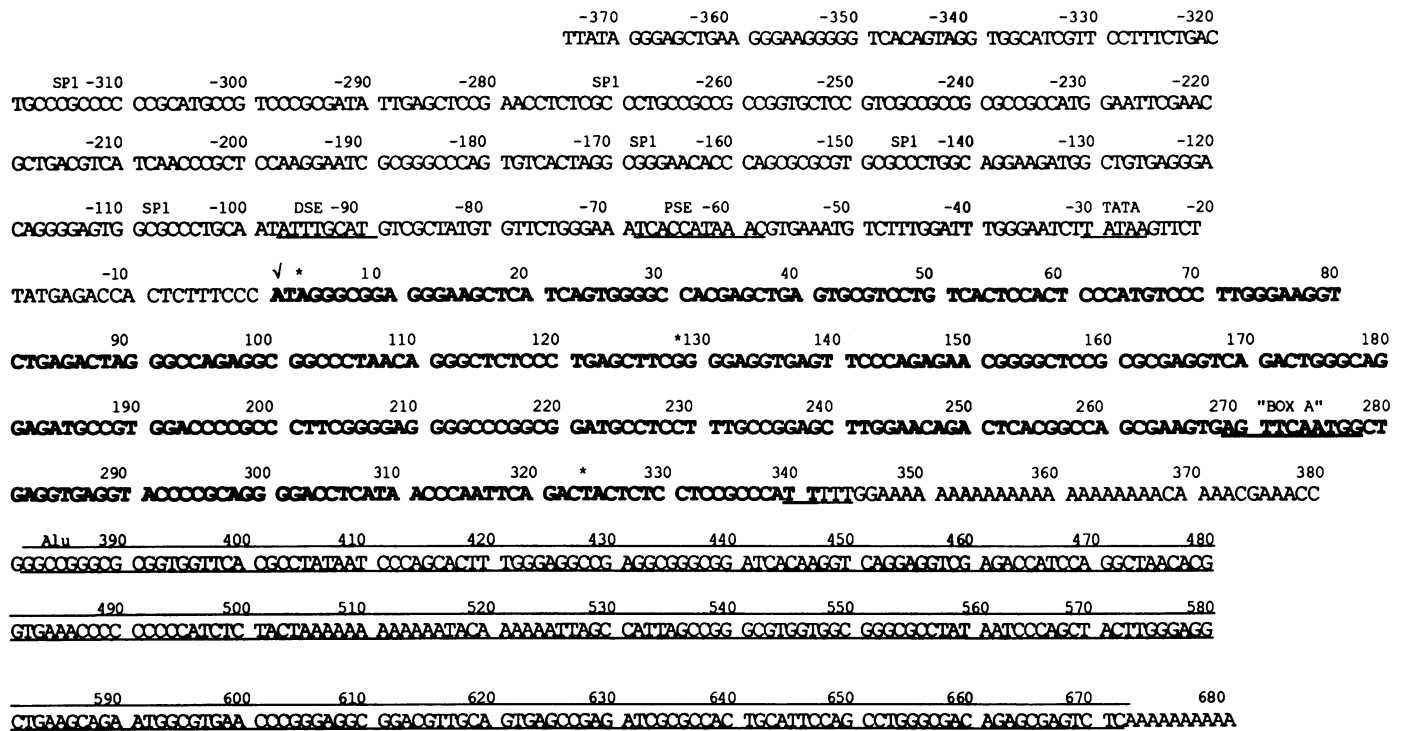 -370 -360 -350 -340 -330 -320
TTATA GGGAGCTGAA GGGAAGGGGG TCACAGTAGG TGGCATCGTT CCTTTCTGAC
SP1 -310 -300 -290 -280 SP1 -260 -250 -240 -230 -220
TGCCCGCCCC CCGCATGCCG TCCCGCGATA TTGAGCTCCG AACCTCTCGC CCTGCCGCCG CCGGTGCTCC GTCGCCGCCG CGCCGCCATG GAATTCGAAC
-210 -200 -190 -180 -170 SP1 -160 -150 SP1 -140 -130 -120
GCTGACGTCA TCAACCCGCT CCAAGGAATC GCGGGCCCAG TGTCACTAGG CGGGAACACC CAGCGCGCGT GCGCCCTGGC AGGAAGATGG CTGTGAGGGA
-110 SP1 -100 DSE -90 -80 -70 PSE -60 -50 -40 -30 TATA -20
CAGGGGAGTG GCGCCCTGCA ATATTTGCAT GTCGCTATGT GTTCTGGGAA ATCACCATAA ACGTGAAATG TCTTTGGATT TGGGAATCTT ATAAGTTCT
-10 √ * 10 20 30 40 50 60 70 80
TATGAGACCA CTCTTTCCC ATAGGGCGGA GGGAAGCTCA TCAGTGGGGC CACGAGCTGA GTGCGTCCTG TCACTCCACT CCCATGTCCC TTGGGAAGGT
90 100 110 120 *130 140 150 160 170 180
CTGAGACTAG GGCCAGAGGC GGCCCTAACA GGGCTCTCCC TGAGCTTCGG GGAGGTGAGT TCCCAGAGAA CGGGGCTCCG CGCGAGGTCA GACTGGGCAG
190 200 210 220 230 240 250 260 270 "BOX A" 280
GAGATGCCGT GGACCCCGCC CTTCGGGGAG GGGCCCGGCG GATGCCTCCT TTGCCGGAGC TTGGAACAGA CTCACGGCCA GCGAAGTGAG TTCAATGGCT
290 300 310 320 * 330 340 350 360 370 380
GAGGTGAGGT ACCCCGCAGG GGACCTCATA ACCCAATTCA GACTACTCTC CTCCGCCCAT TTTTGGAAAA AAAAAAAAAA AAAAAAAACA AAACGAAACC
Alu 390 400 410 420 430 440 450 460 470 480
GGGCCGGGCG CGGTGGTTCA CGCCTATAAT CCCAGCACTT TGGGAGGCCG AGGCGGGCGG ATCACAAGGT CAGGAGGTCG AGACCATCCA GGCTAACACG
490 500 510 520 530 540 550 560 570 580
GTGAAACCCC CCCCCATCTC TACTAAAAAA AAAAAATACA AAAAATTAGC CATTAGCCGG GCGTGGTGGC GGGCGCCTAT AATCCCAGCT ACTTGGGAGG
590 600 610 620 630 640 650 660 670 680
CTGAAGCAGA ATGGCGTGAA CCCGGGAGGC GGACGTTGCA GTGAGCCGAG ATCGCGCCAC TGCATTCCAG CCTGGGCGAC AGAGCGAGTC TCAAAAAAAAAA